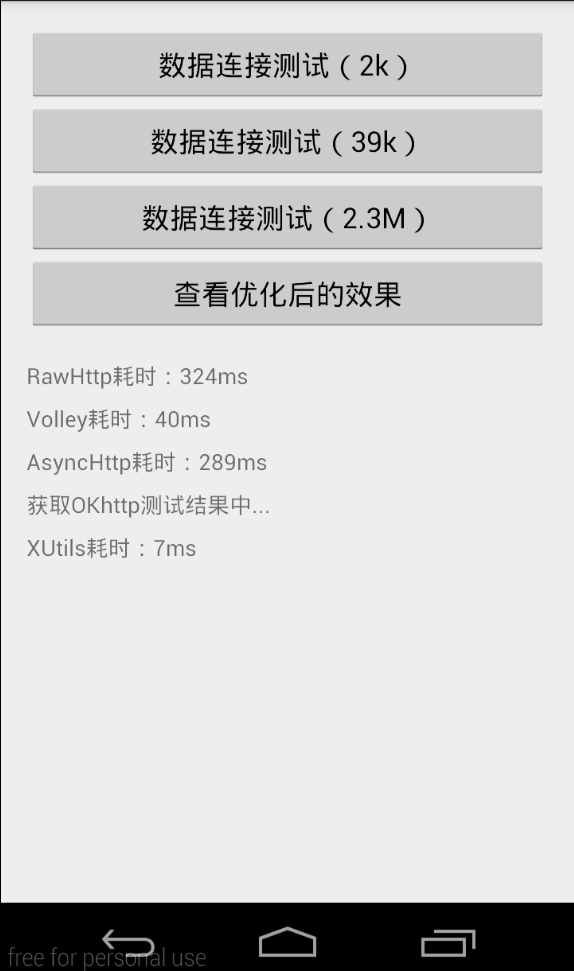 数据连接测试（2k）
数据连接测试（39k）
数据连接测试（2.3M）
查看优化后的效果
RawHttp耗时：324ms
Volley耗时：40ms
AsyncHttp耗时：289ms
获取OKhttp测试结果中...
XUtils耗时：7ms
free for personal use